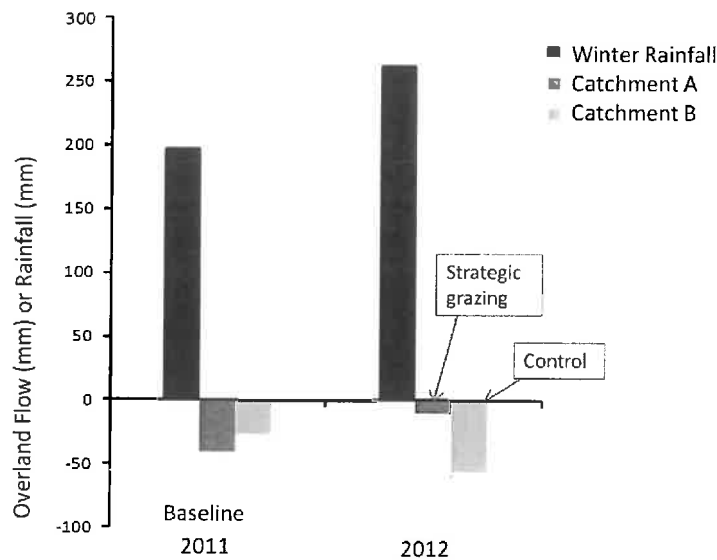 Overland Flow (mm) or Rainfall (mm)
300
250
200
150
100
50
0
-50
-100
Winter Rainfall
Catchment A
Catchment B
Strategic
grazing
Control
Baseline
2011
2012